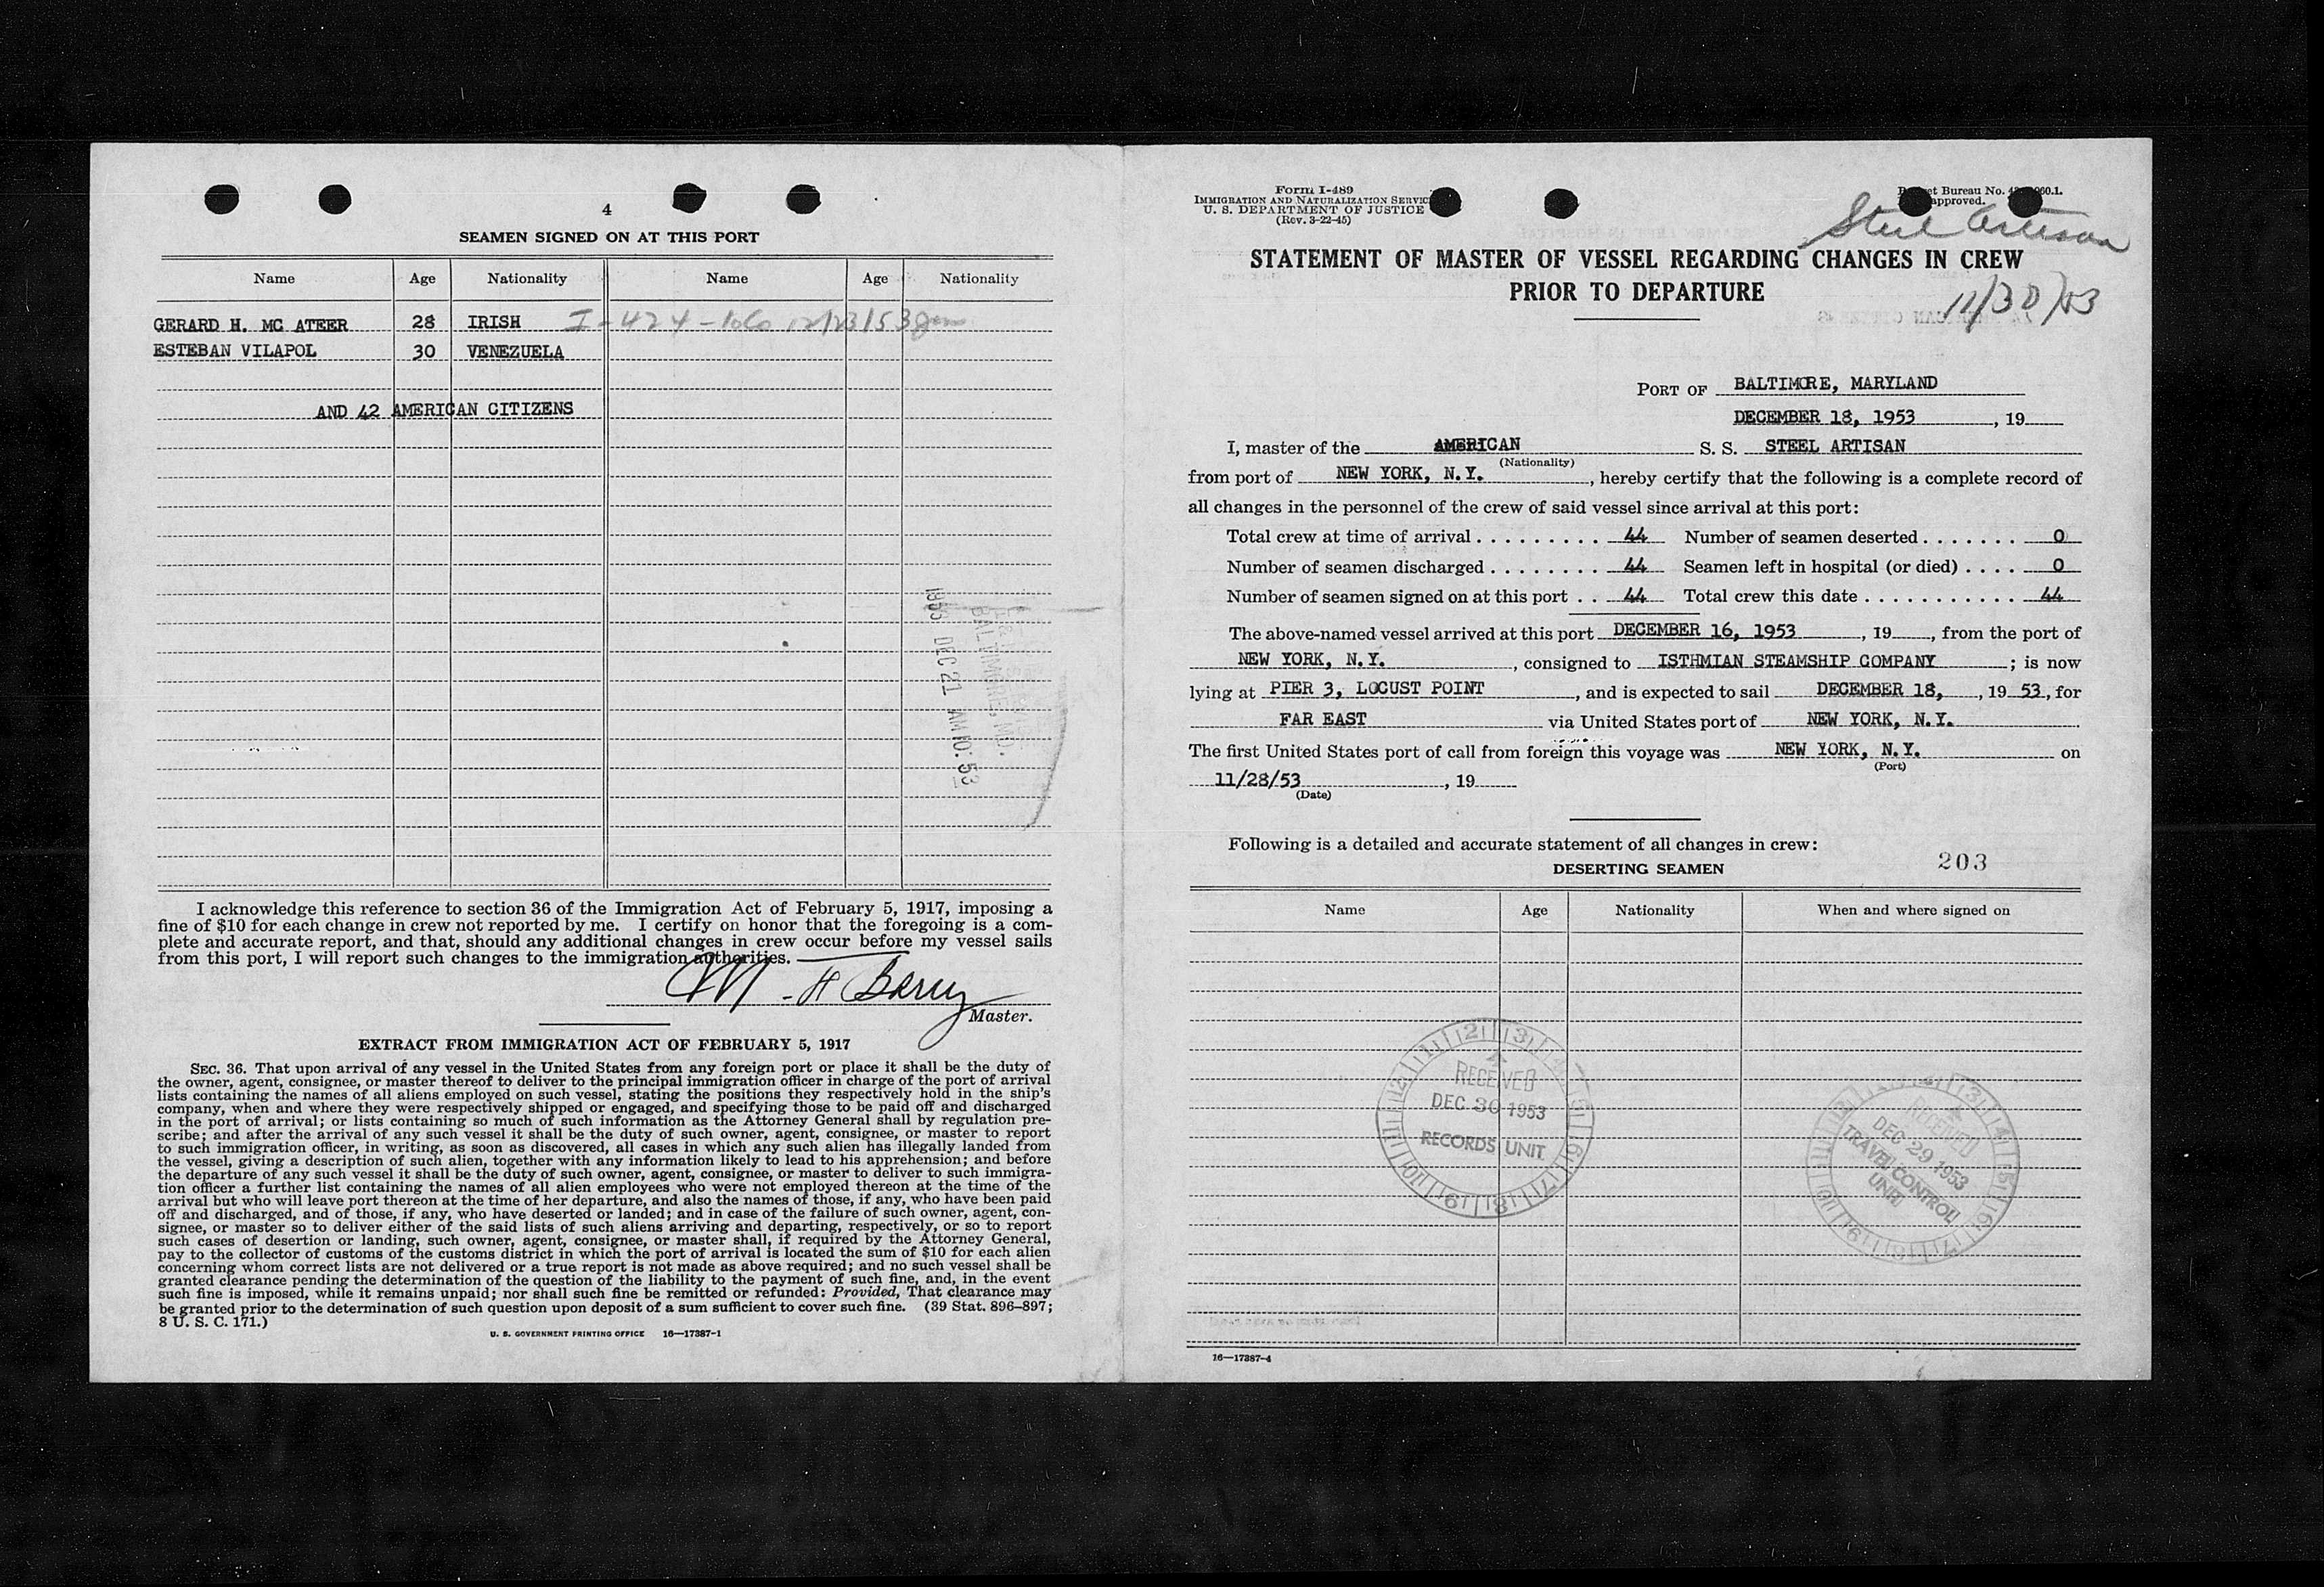 4
SEAMEN SIGNED ON AT THIS PORT
Name Age Nationality Name Age Nationality
GERARD H. MC ATEER 28 IRISH I-424- 12/23/53
ESTEBAN VILAPOL 30 VENEZUELA
AND 42 AMERICAN CITIZENS
BALTIMORE, MD.
1953 DEC 21 AM 10:53
I acknowledge this reference to section 36 of the Immigration Act of February 5, 1917, imposing a
fine of $10 for each change in crew not reported by me. I certify on honor that the foregoing is a com-
plete and accurate report, and that, should any additional changes in crew occur before my vessel sails
from this port, I will report such changes to the immigration authorities.
M. H Barry
Master.
EXTRACT FROM IMMIGRATION ACT OF FEBRUARY 5, 1917
SEC. 36. That upon arrival of any vessel in the United States from any foreign port or place it shall be the duty of
the owner, agent, consignee, or master thereof to deliver to the principal immigration officer in charge of the port of arrival
lists containing the names of all aliens employed on such vessel, stating the positions they respectively hold in the ship's
company, when and where they were respectively shipped or engaged, and specifying those to be paid off and discharged
in the port of arrival; or lists containing so much of such information as the Attorney General shall by regulation pre-
scribe; and after the arrival of any such vessel it shall be the duty of such owner, agent, consignee, or master to report
to such immigration officer, in writing, as soon as discovered, all cases in which any such alien has illegally landed from
the vessel, giving a description of such alien, together with any information likely to lead to his apprehension; and before
the departure of any such vessel it shall be the duty of such owner, agent, consignee, or master to deliver to such immigra-
tion officer a further list containing the names of all alien employees who were not employed thereon at the time of the
arrival but who will leave port thereon at the time of her departure, and also the names of those, if any, who have been paid
off and discharged, and of those, if any, who have deserted or landed; and in case of the failure of such owner, agent, con-
signee, or master so to deliver either of the said lists of such aliens arriving and departing, respectively, or so to report
such cases of desertion or landing, such owner, agent, consignee, or master shall, if required by the Attorney General,
pay to the collector of customs of the customs district in which the port of arrival is located the sum of $10 for each alien
concerning whom correct lists are not delivered or a true report is not made as above required; and no such vessel shall be
granted clearance pending the determination of the question of the liability to the payment of such fine, and, in the event
such fine is imposed, while it remains unpaid; nor shall such fine be remitted or refunded: Provided, That clearance may
be granted prior to the determination of such question upon deposit of a sum sufficient to cover such fine. (39 Stat. 896–897;
8 U. S. C. 171.)
U. S. GOVERNMENT PRINTING OFFICE 16—17387-1
Form I-489
IMMIGRATION AND NATURALIZATION SERVICE
U. S. DEPARTMENT OF JUSTICE
(Rev. 3-22-45)
Bureau No.
approved.
Steel Artisan
11/30/53
STATEMENT OF MASTER OF VESSEL REGARDING CHANGES IN CREW
PRIOR TO DEPARTURE
PORT OF BALTIMORE, MARYLAND
DECEMBER 18, 1953, 19
I, master of the AMERICAN S. S. STEEL ARTISAN
(Nationality)
from port of NEW YORK, N.Y., hereby certify that the following is a complete record of
all changes in the personnel of the crew of said vessel since arrival at this port:
Total crew at time of arrival 44 Number of seamen deserted 0
Number of seamen discharged 44 Seamen left in hospital (or died) 0
Number of seamen signed on at this port 44 Total crew this date 44
The above-named vessel arrived at this port DECEMBER 16, 1953, 19, from the port of
NEW YORK, N.Y., consigned to ISTHMIAN STEAMSHIP COMPANY; is now
lying at PIER 3, LOCUST POINT, and is expected to sail DECEMBER 18, , 19 53, for
FAR EAST via United States port of NEW YORK, N.Y.
The first United States port of call from foreign this voyage was NEW YORK, N.Y. on
(Port)
11/28/53, 19
(Date)
Following is a detailed and accurate statement of all changes in crew:
203
DESERTING SEAMEN
Name Age Nationality When and where signed on
RECEIVED
DEC 30 1953
RECORDS UNIT
RECEIVED
DEC 29 1953
TRAVEL CONTROL
UNIT
16—17387-4